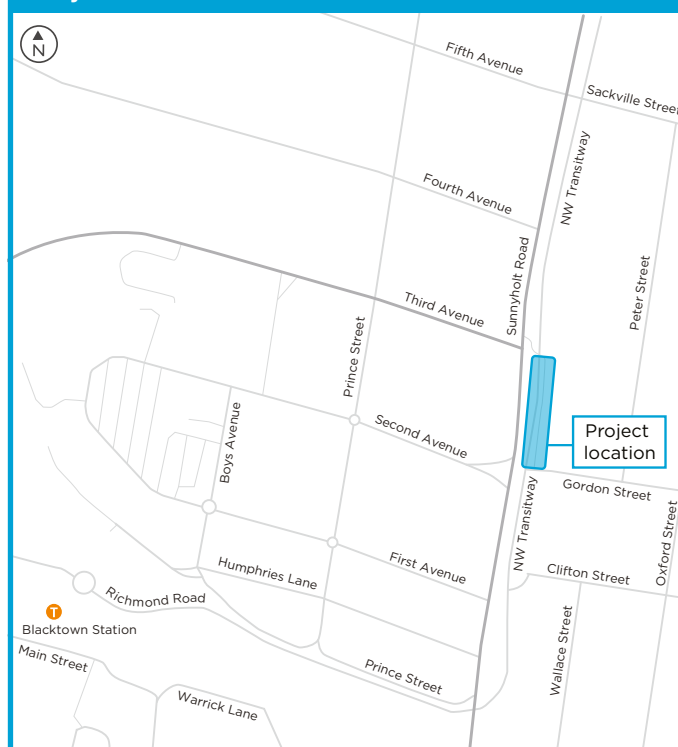 N
Fifth Avenue
Sackville Street
NW Transitway
Fourth Avenue
Sunnyholt Road
Peter Street
Third Avenue
Prince Street
Project
location
Second Avenue
Boys Avenue
Gordon Street
NW Transitway
Oxford Street
First Avenue
Clifton Street
Humphries Lane
Richmond Road
T
Blacktown Station
Wallace Street
Main Street
Prince Street
Warrick Lane